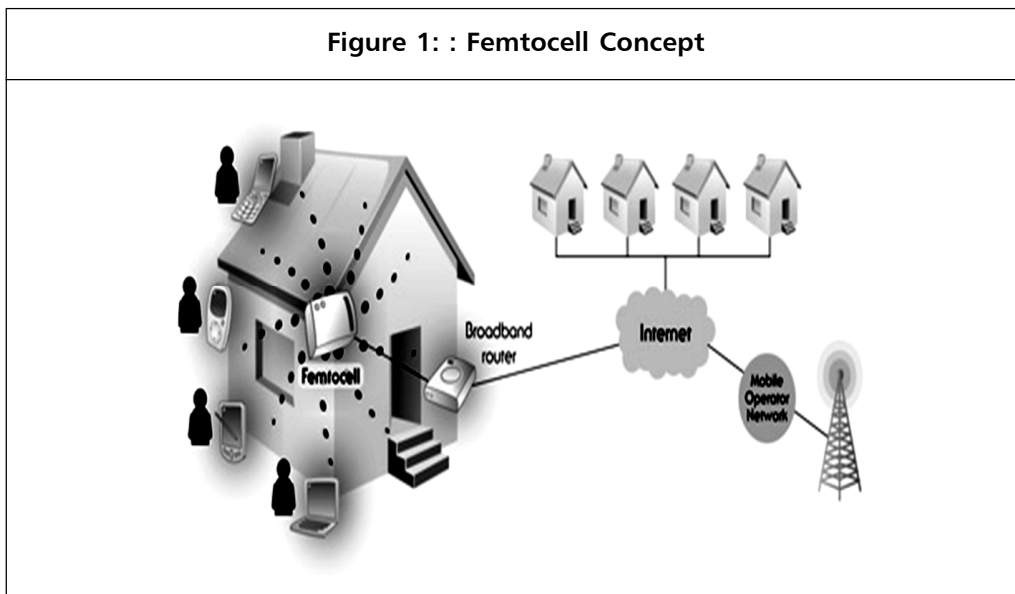 Figure 1: : Femtocell Concept
Broadband
router
Femtocell
Internet
Mobile
Operator
Network